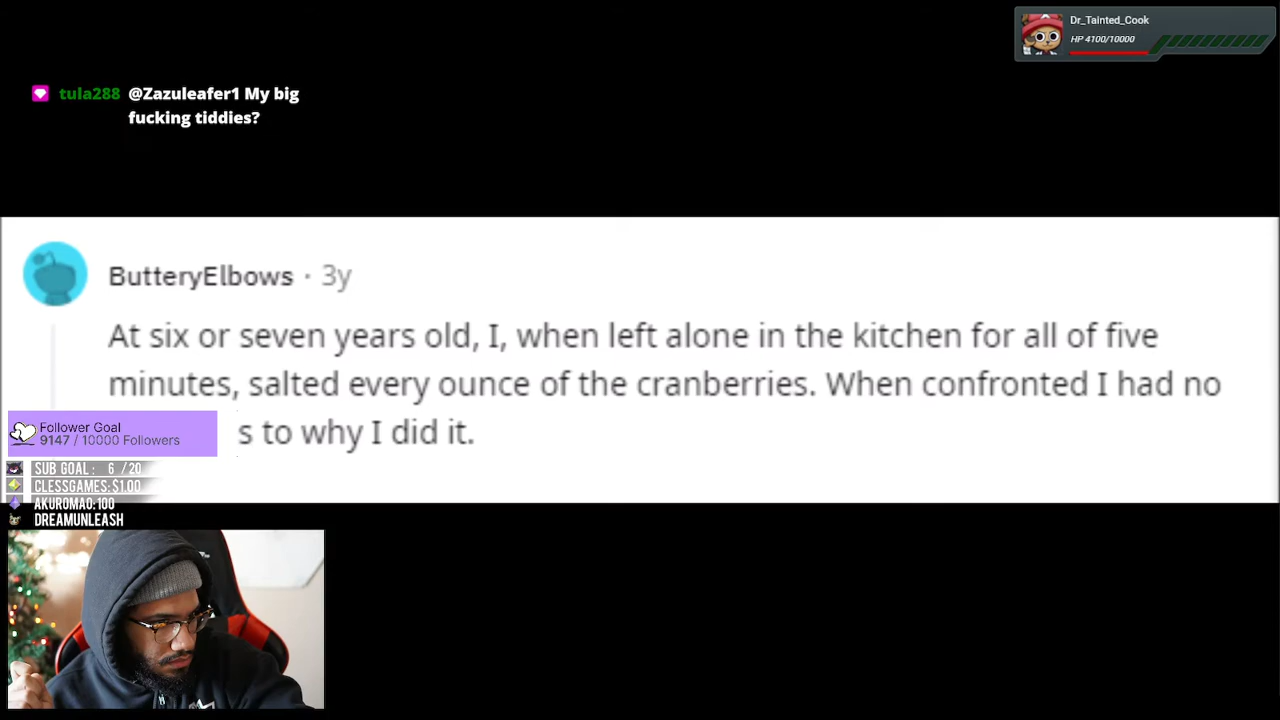 Dr_Tainted_Cook
HP 4100/10000
tula288 @Zazuleafer1 My big
fucking tiddies?
ButteryElbows · 3y
At six or seven years old, I, when left alone in the kitchen for all of five
minutes, salted every ounce of the cranberries. When confronted I had no
s to why I did it.
Follower Goal
9147 / 10000 Followers
SUB GOAL : 6 /20
CLESSGAMES: $1.00
AKUROMAO: 100
DREAMUNLEASH